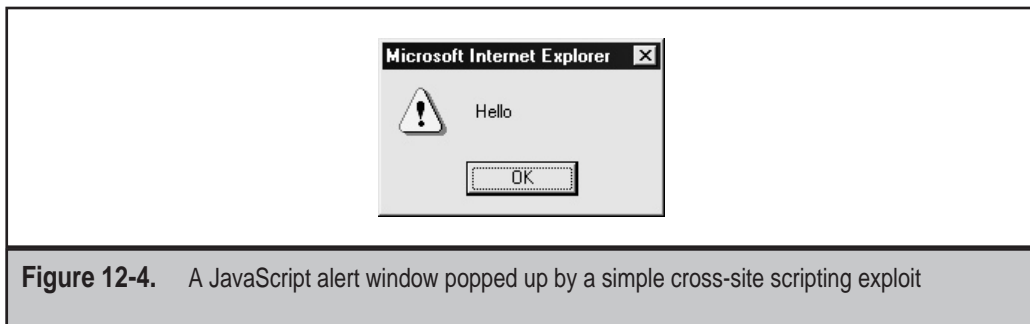 Microsoft Internet Explorer
Hello
OK
Figure 12-4. A JavaScript alert window popped up by a simple cross-site scripting exploit